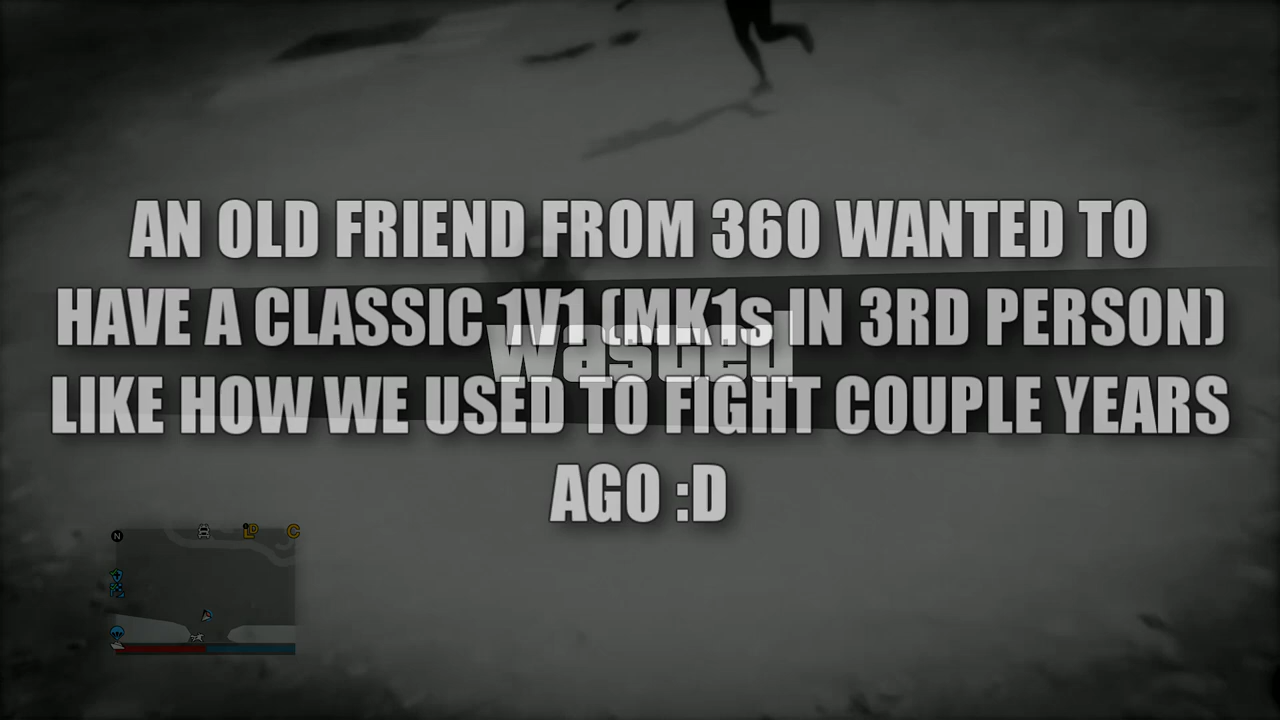 AN OLD FRIEND FROM 360 WANTED TO
HAVE A CLASSIC 1V1 (MK1s IN 3RD PERSON)
wasted
LIKE HOW WE USED TO FIGHT COUPLE YEARS
AGO :D
N
LD
C